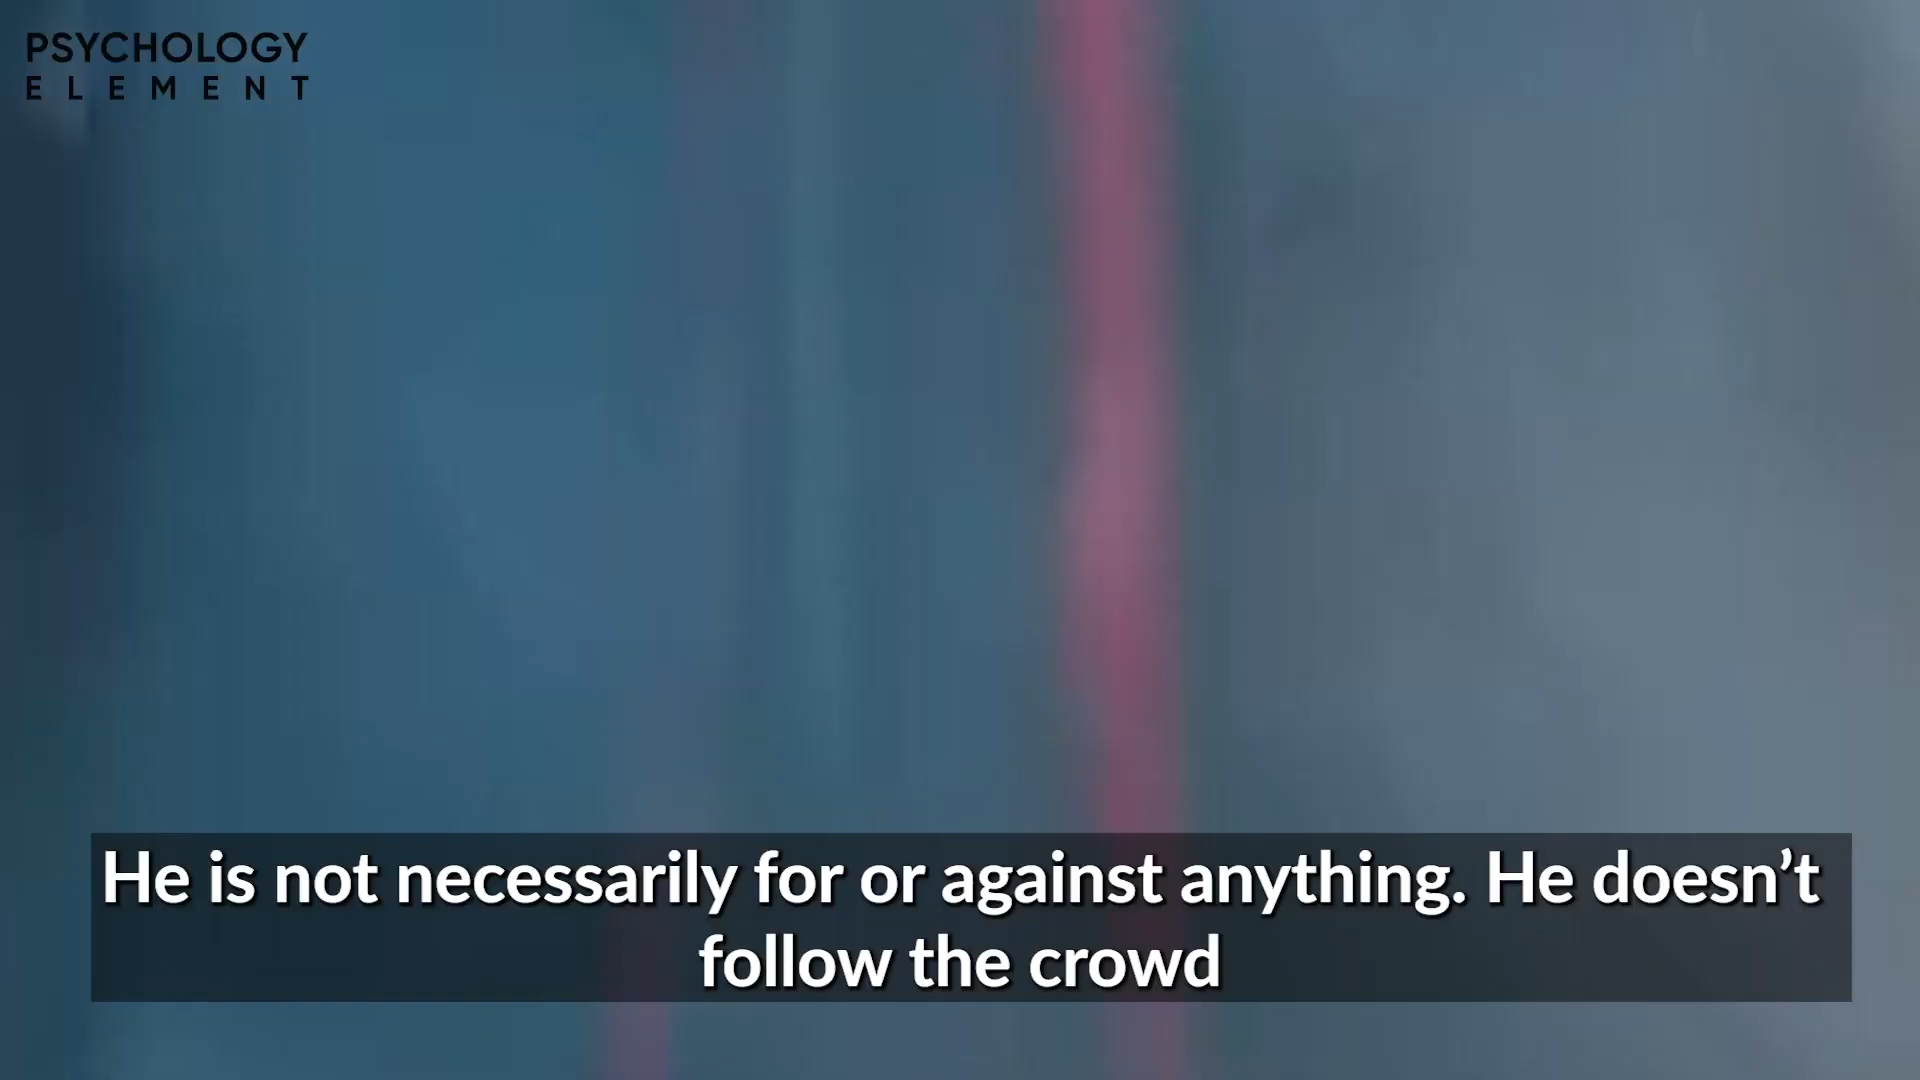 PSYCHOLOGY
ELEMENT
He is not necessarily for or against anything. He doesn’t
follow the crowd